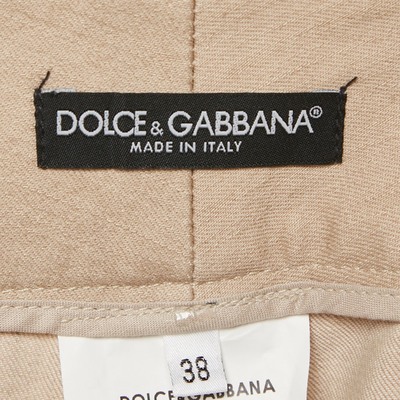 DOLCE & GABBANA®
MADE IN ITALY
38
DOLCE GABBANA